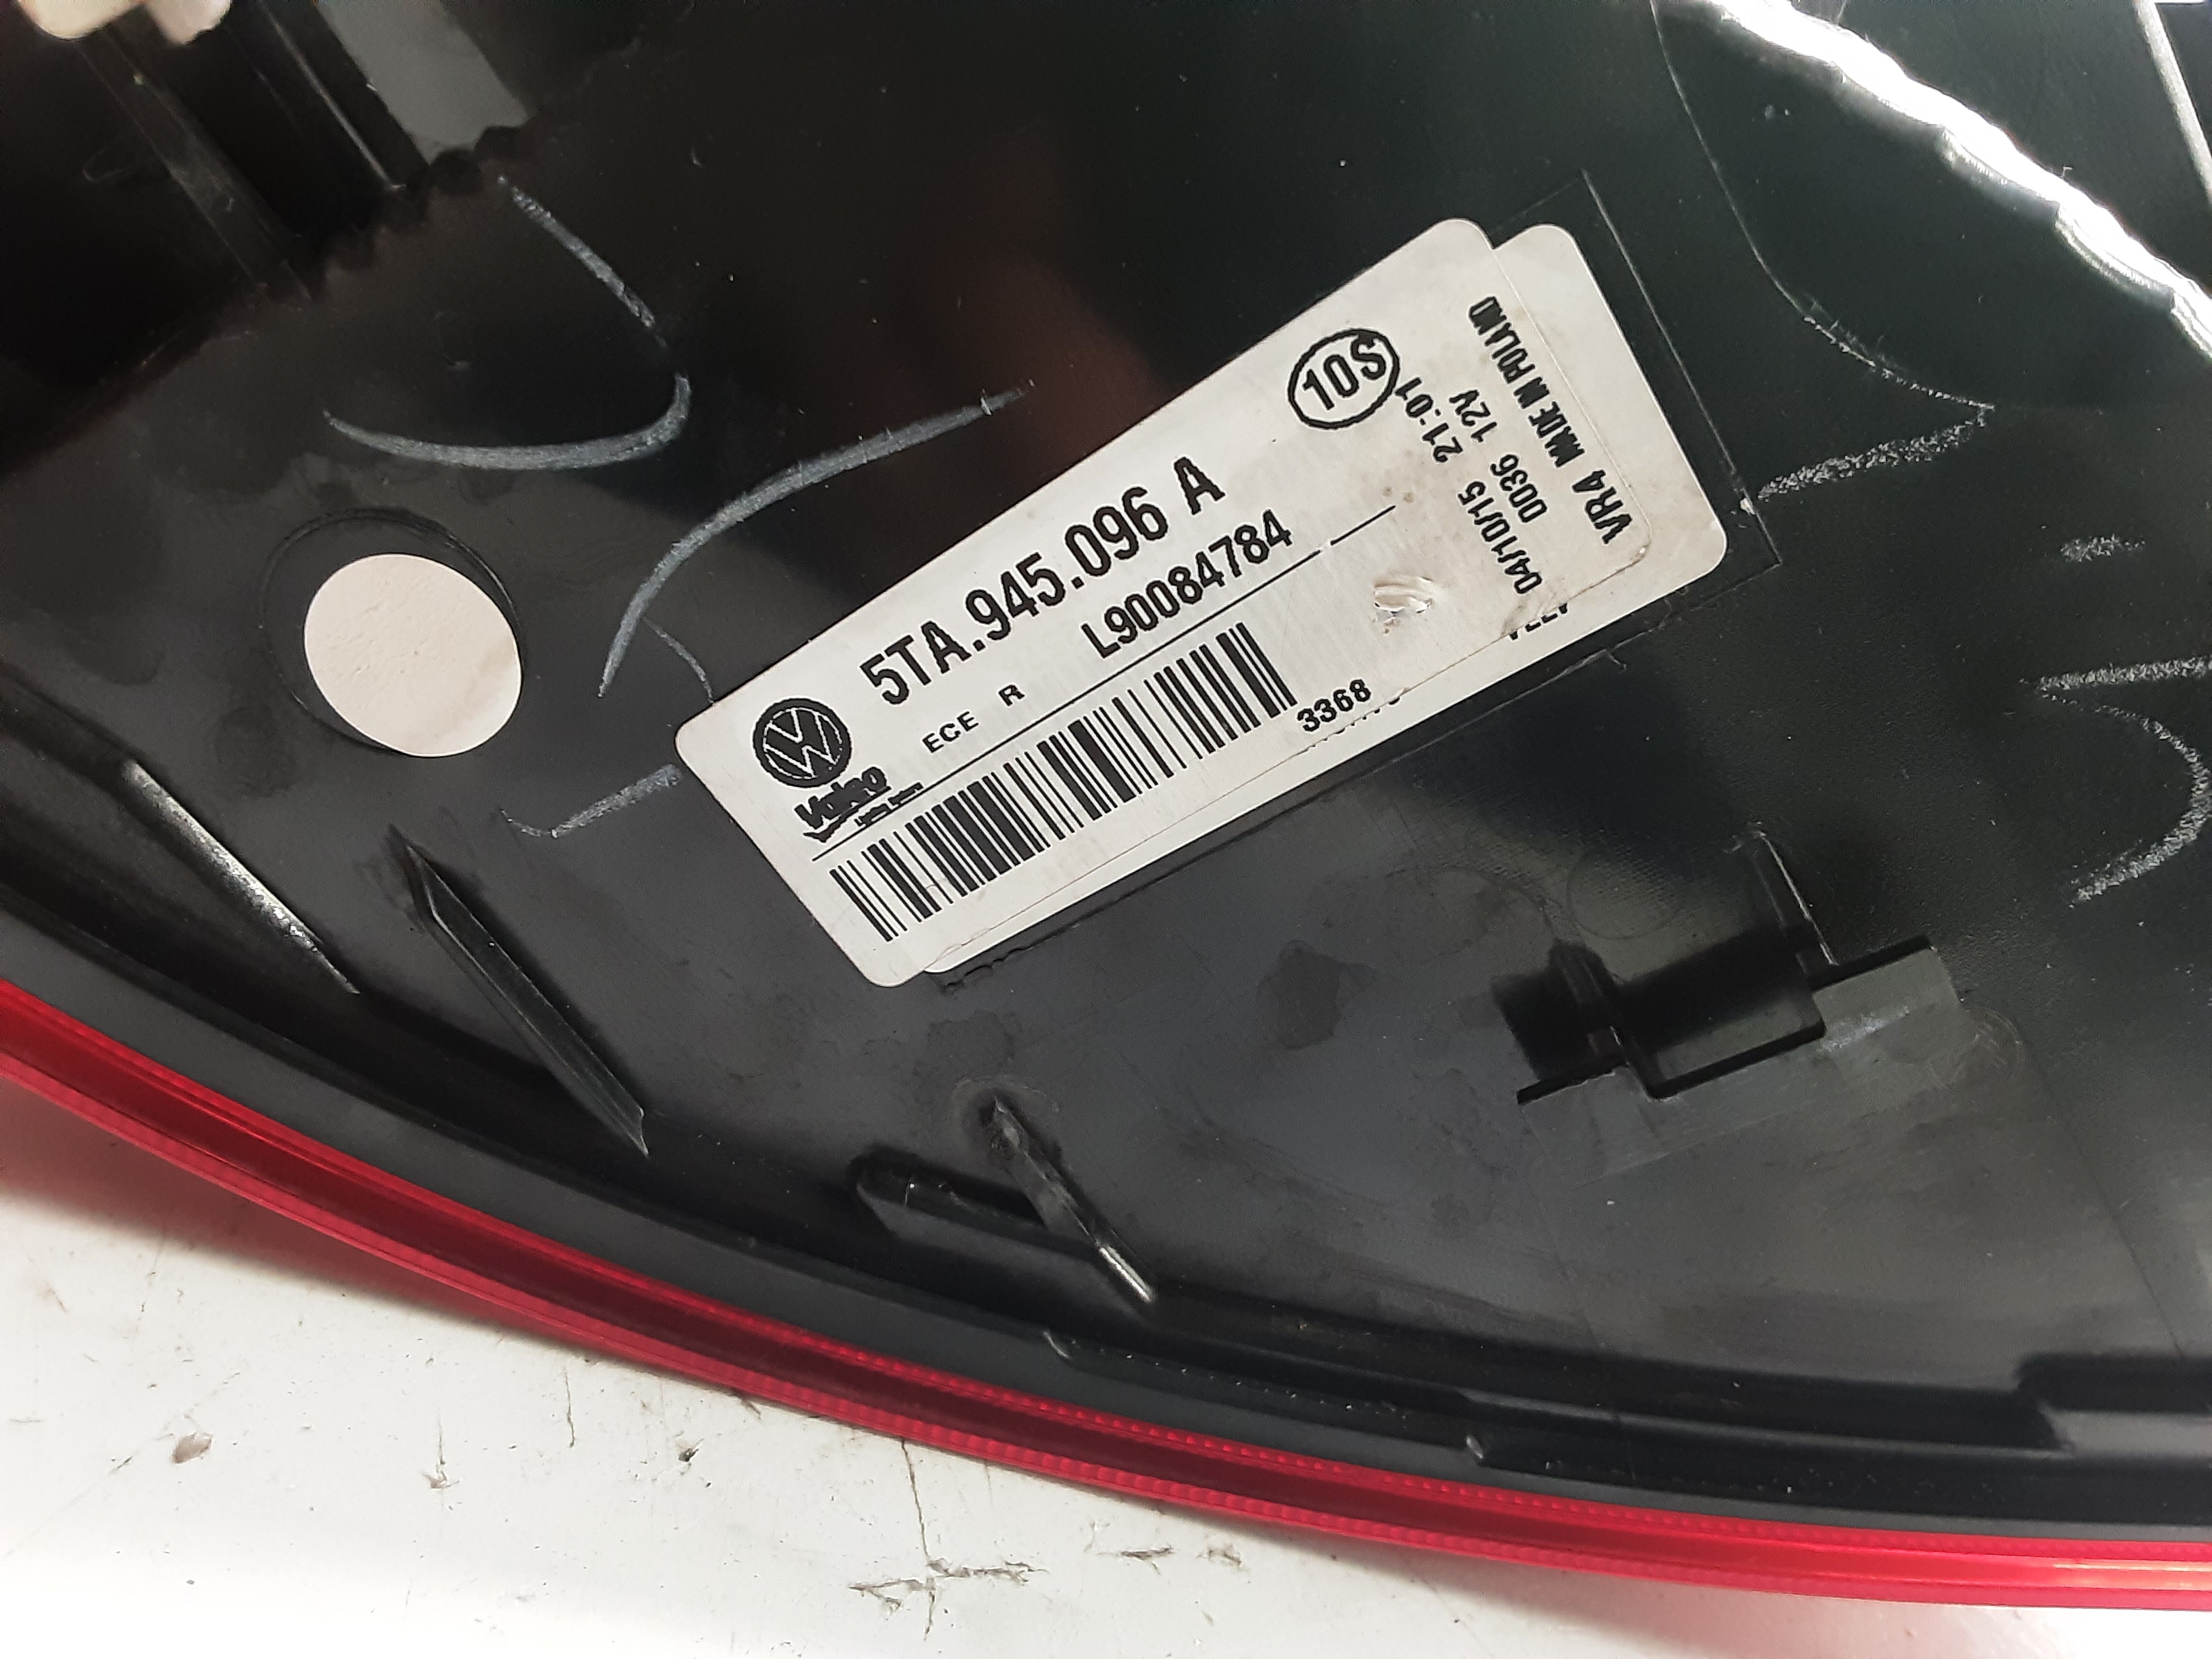 5TA.945.096 A
ECE R L90084784
Valeo
3368
10S
04/10/15 21:01
0036 12V
VR4 MADE IN POLAND